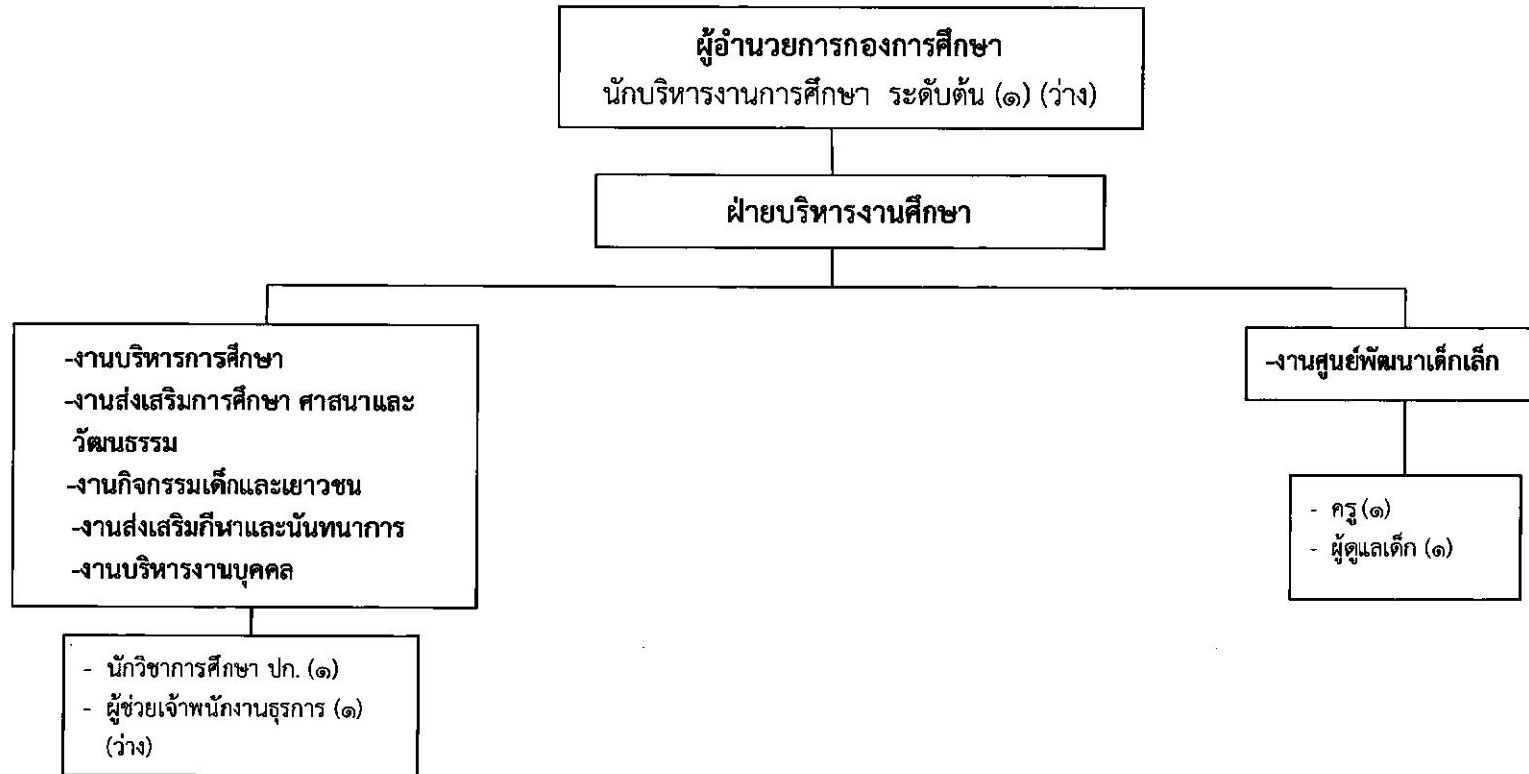 ผู้อำนวยการกองการศึกษา
นักบริหารงานการศึกษา ระดับต้น (๑) (ว่าง)
ฝ่ายบริหารงานศึกษา
-งานบริหารการศึกษา
-งานส่งเสริมการศึกษา ศาสนาและ
วัฒนธรรม
-งานกิจกรรมเด็กและเยาวชน
-งานส่งเสริมกีฬาและนันทนาการ
-งานบริหารงานบุคคล
- นักวิชาการศึกษา ปก. (๑)
- ผู้ช่วยเจ้าพนักงานธุรการ (๑)
(ว่าง)
-งานศูนย์พัฒนาเด็กเล็ก
- ครู (๑)
- ผู้ดูแลเด็ก (๑)